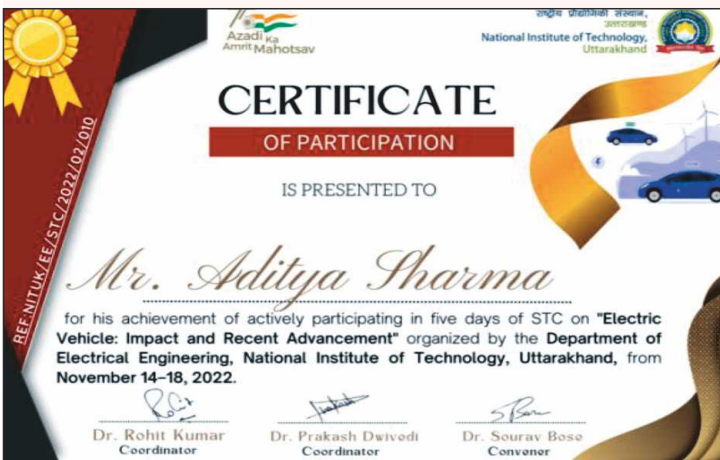 Azadi Ka
Amrit Mahotsav
राष्ट्रीय प्रौद्योगिकी संस्थान,
उत्तराखण्ड
National Institute of Technology,
Uttarakhand
CERTIFICATE
OF PARTICIPATION
IS PRESENTED TO
REF:NITUK/EE/STC/2022/02/010
Mr. Aditya Sharma
for his achievement of actively participating in five days of STC on "Electric
Vehicle: Impact and Recent Advancement" organized by the Department of
Electrical Engineering, National Institute of Technology, Uttarakhand, from
November 14–18, 2022.
Dr. Rohit Kumar
Coordinator
Dr. Prakash Dwivedi
Coordinator
Dr. Sourav Bose
Convener